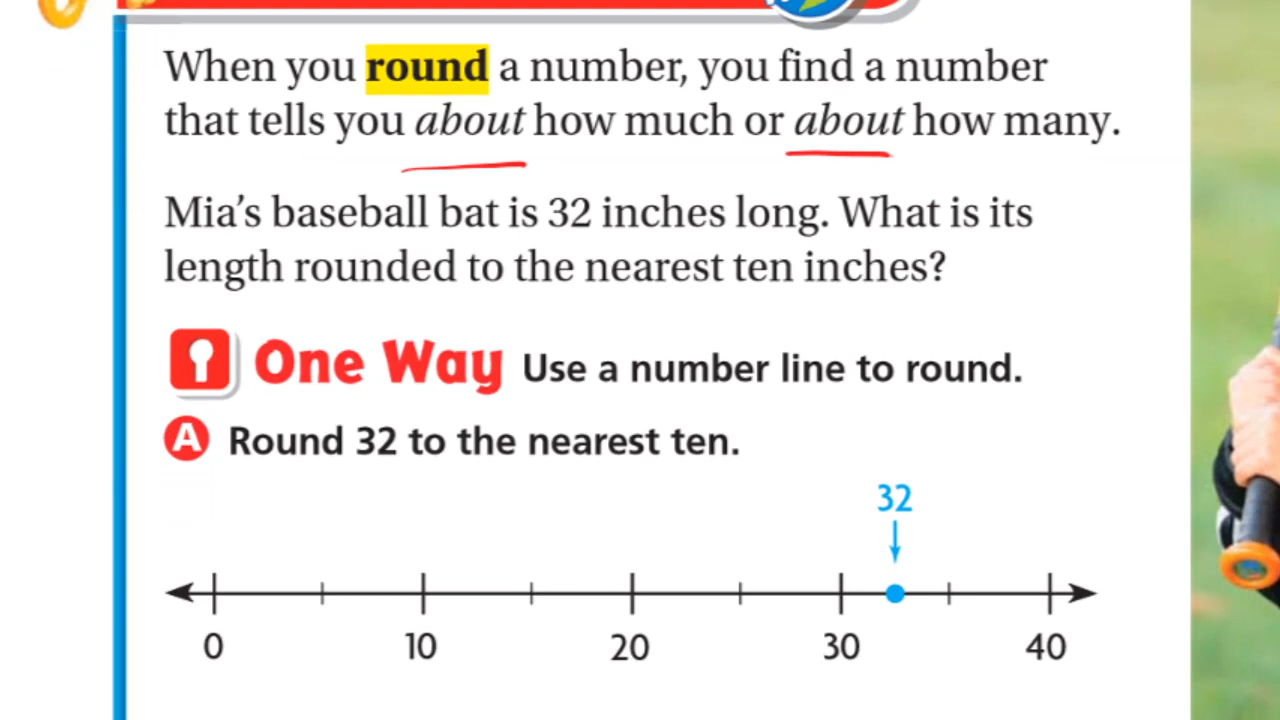 When you round a number, you find a number
that tells you about how much or about how many.
Mia's baseball bat is 32 inches long. What is its
length rounded to the nearest ten inches?
One Way Use a number line to round.
A Round 32 to the nearest ten.
32
0 10 20 30 40